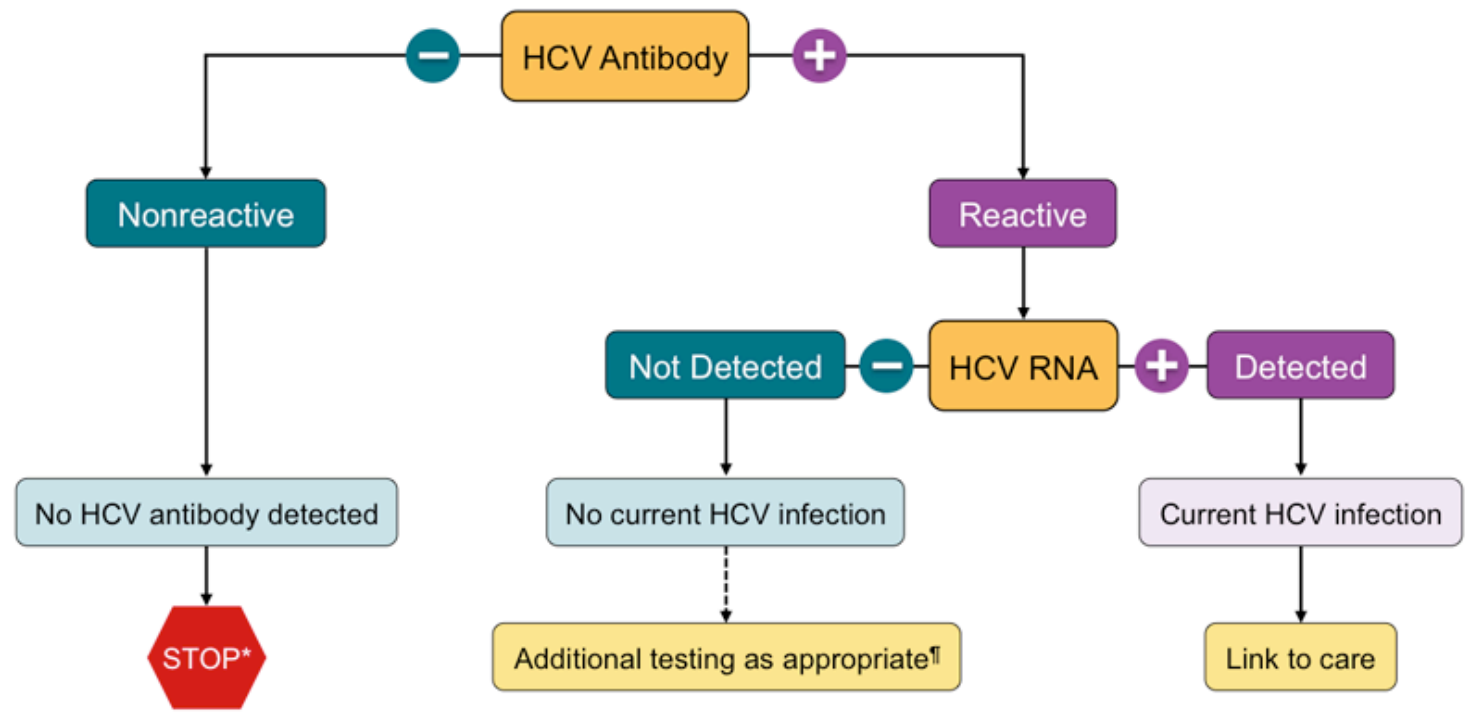 HCV Antibody
Nonreactive
Reactive
Not Detected
HCV RNA
Detected
No HCV antibody detected
No current HCV infection
Current HCV infection
STOP*
Additional testing as appropriate¶
Link to care